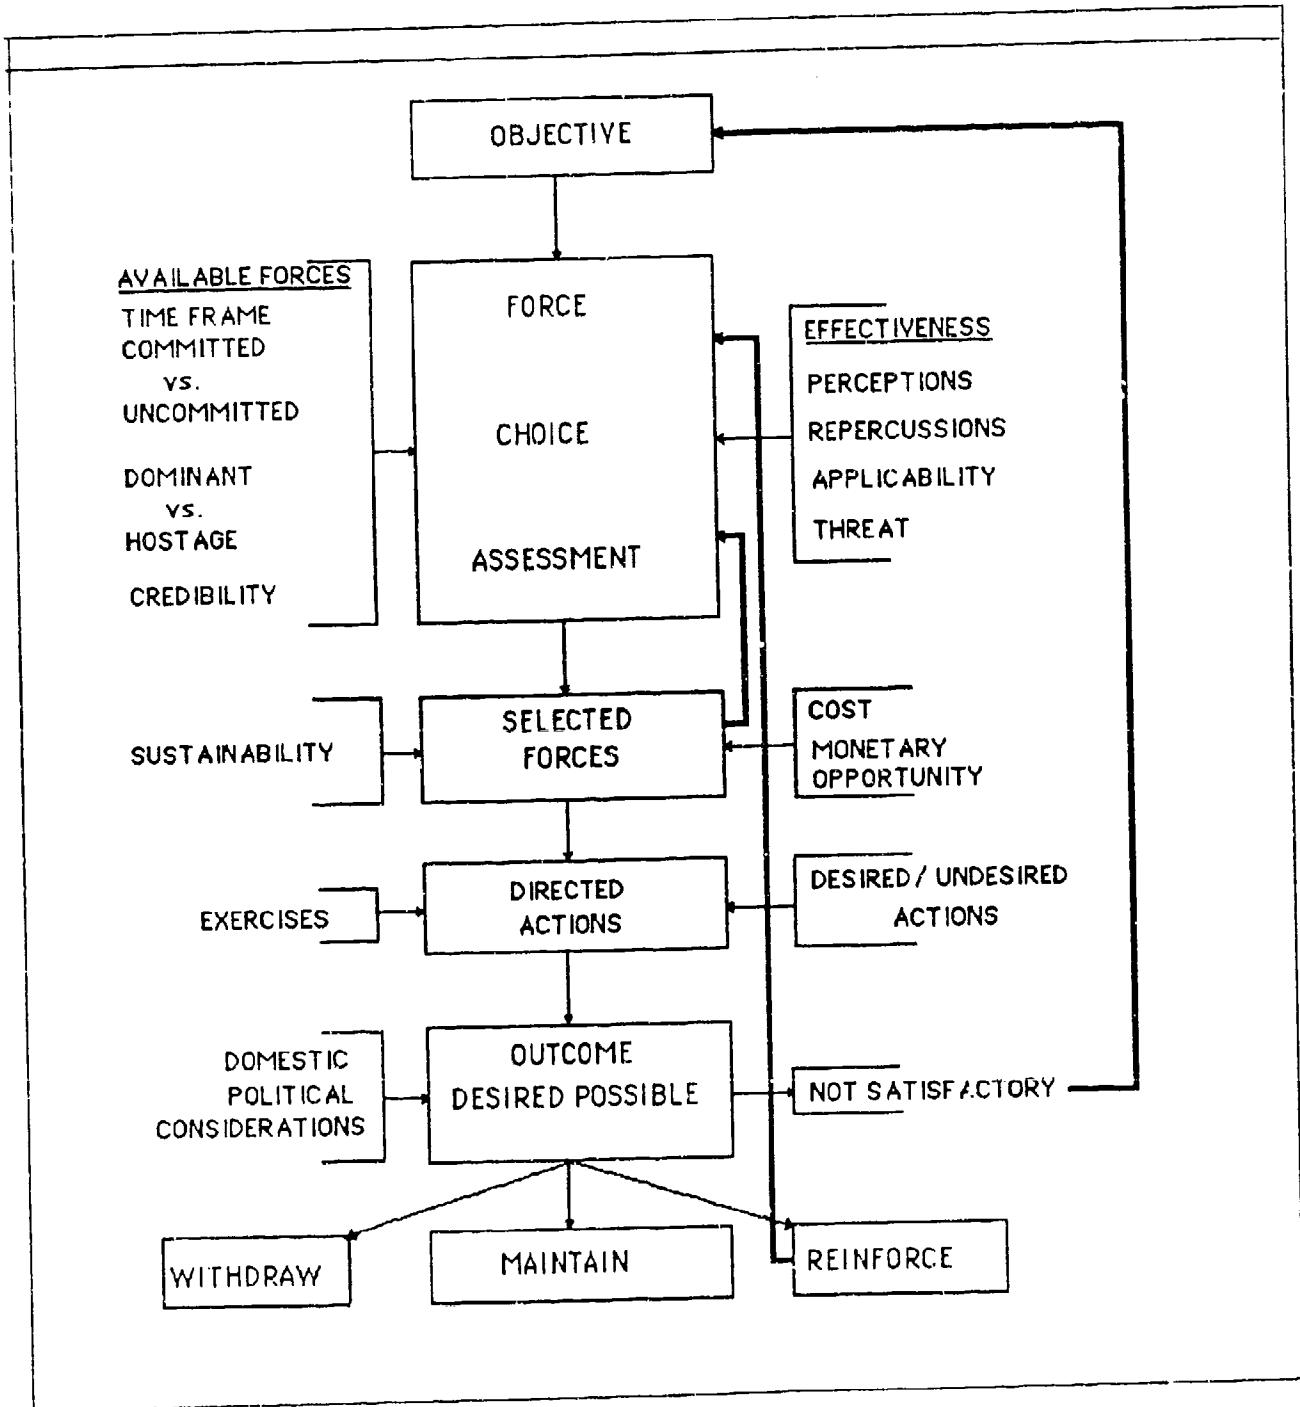 OBJECTIVE
AVAILABLE FORCES
TIME FRAME
COMMITTED
vs.
UNCOMMITTED
DOMINANT
vs.
HOSTAGE
CREDIBILITY
FORCE
CHOICE
ASSESSMENT
EFFECTIVENESS
PERCEPTIONS
REPERCUSSIONS
APPLICABILITY
THREAT
SUSTAINABILITY
SELECTED
FORCES
COST
MONETARY
OPPORTUNITY
EXERCISES
DIRECTED
ACTIONS
DESIRED / UNDESIRED
ACTIONS
DOMESTIC
POLITICAL
CONSIDERATIONS
OUTCOME
DESIRED POSSIBLE
NOT SATISFACTORY
WITHDRAW
MAINTAIN
REINFORCE